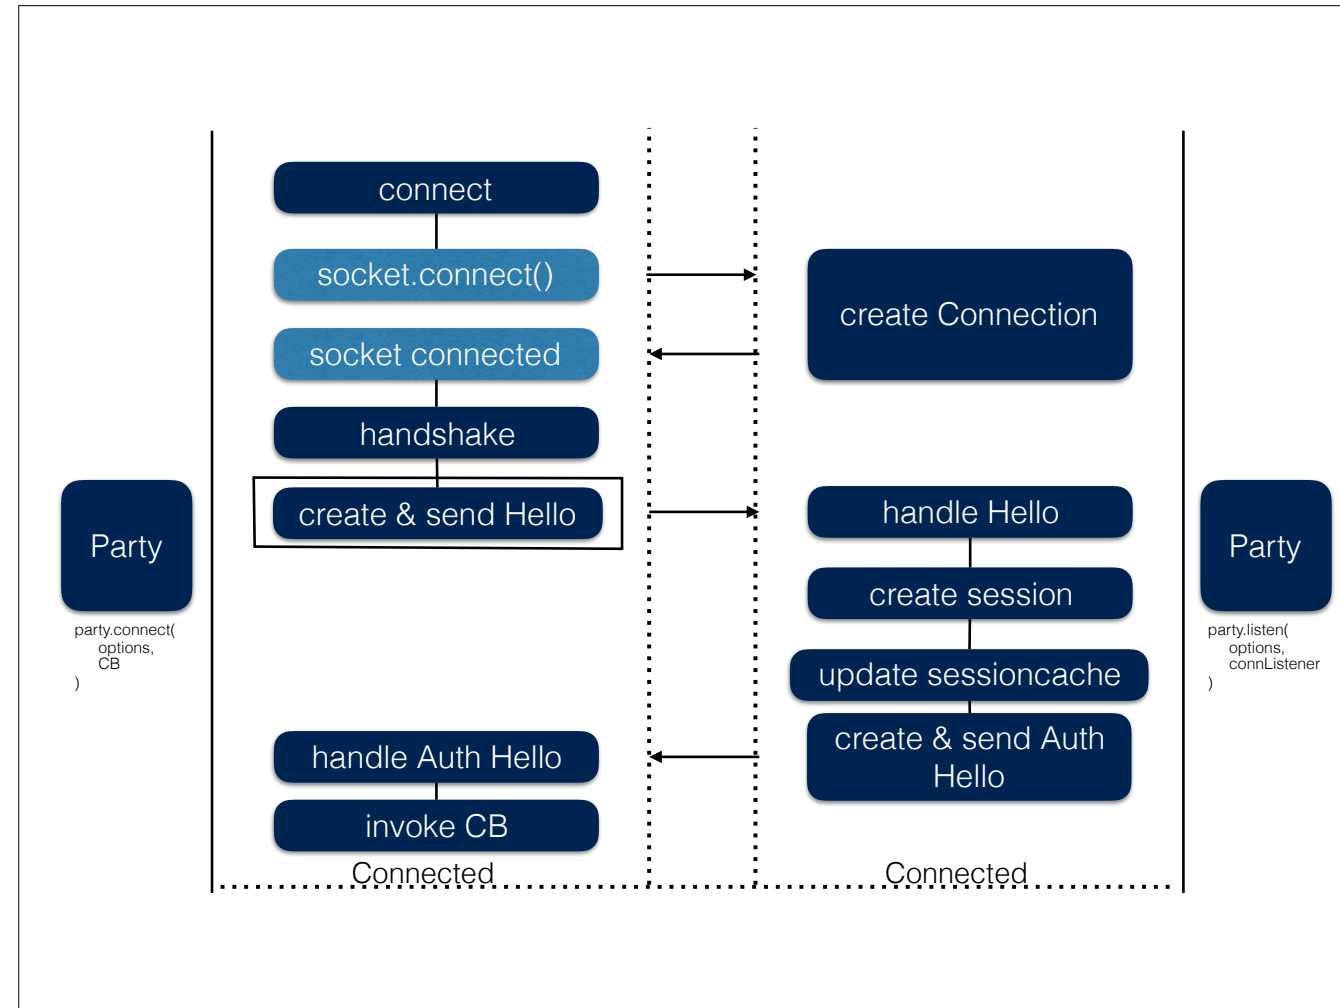 connect
socket.connect()
create Connection
socket connected
handshake
create & send Hello
handle Hello
Party
Party
create session
party.connect(
options,
CB
)
party.listen(
options,
connListener
)
update sessioncache
create & send Auth
Hello
handle Auth Hello
invoke CB
Connected
Connected